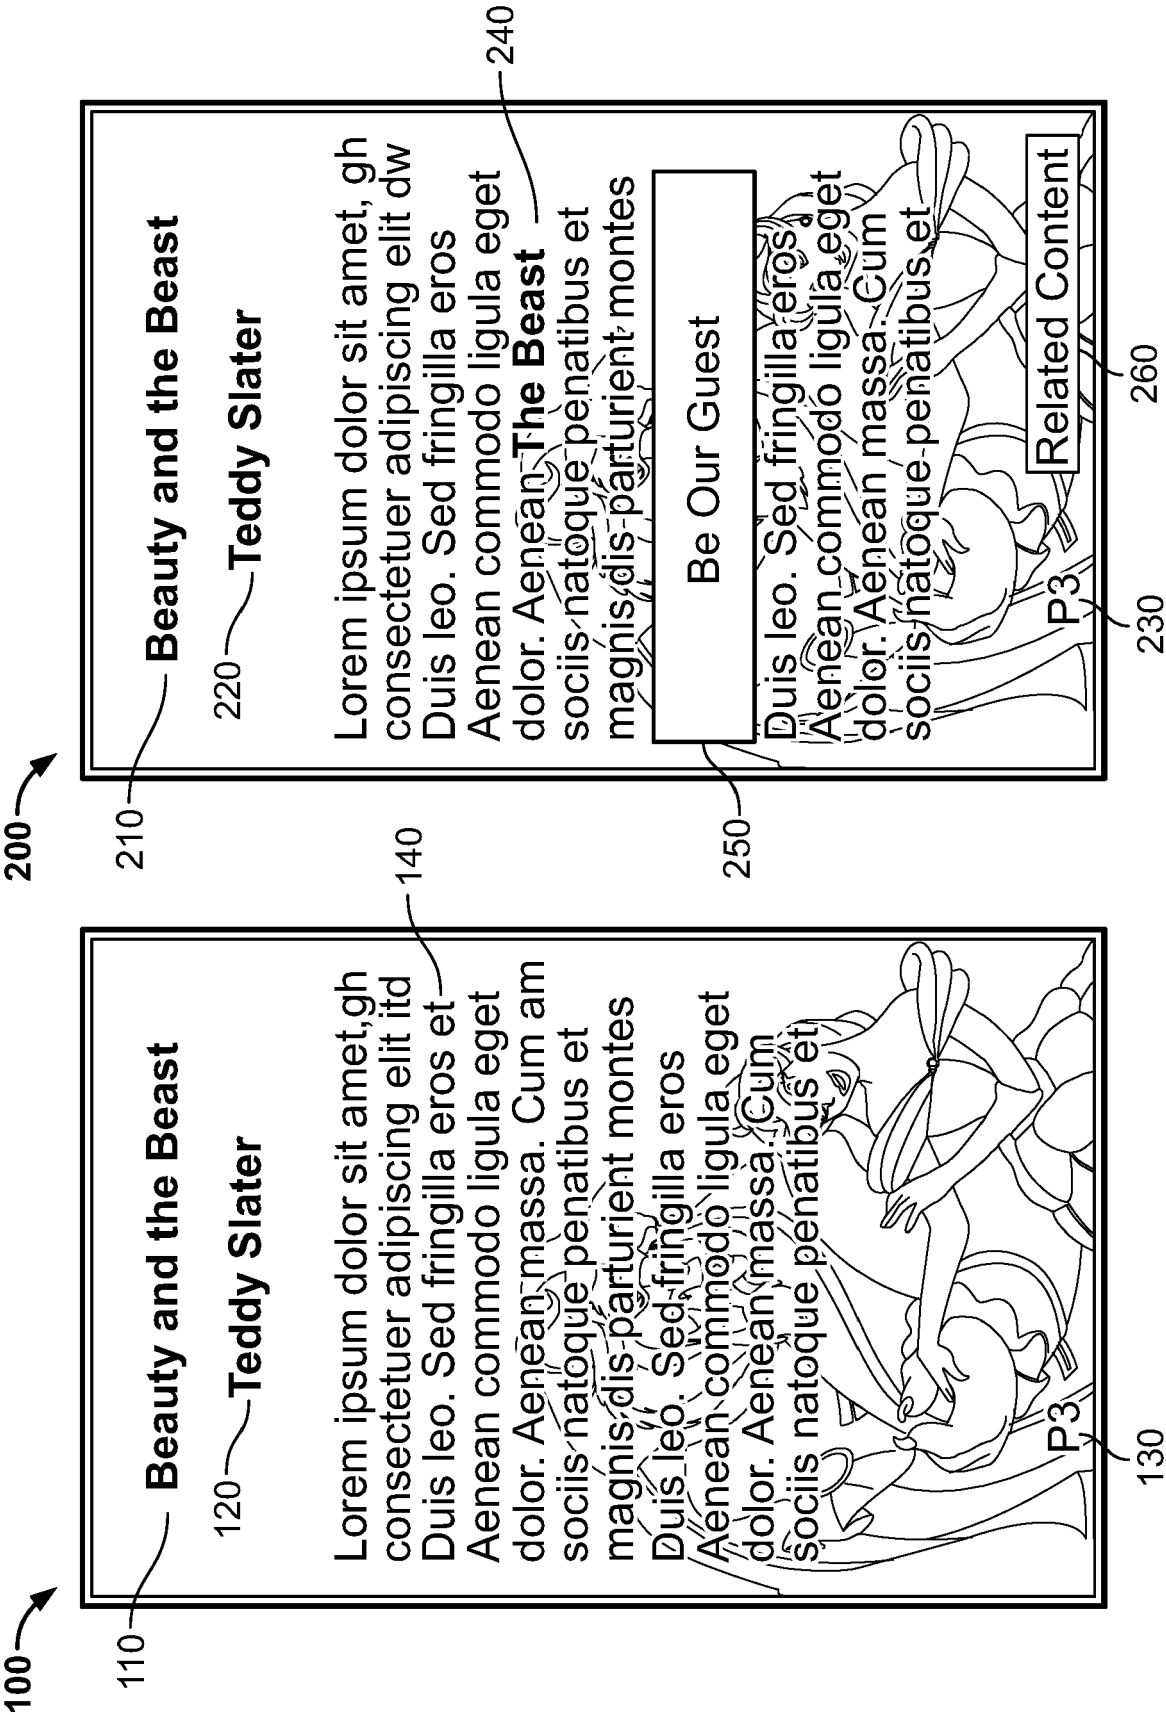 100
110
Beauty and the Beast
120
Teddy Slater
Lorem ipsum dolor sit amet,gh
consectetuer adipiscing elit itd
Duis leo. Sed fringilla eros et
140
Aenean commodo ligula eget
dolor. Aenean massa. Cum am
sociis natoque penatibus et
magnis dis parturient montes
Duis leo. Sed fringilla eros
Aenean commodo ligula eget
dolor. Aenean massa. Cum
sociis natoque penatibus et
P3
130
200
210
Beauty and the Beast
220
Teddy Slater
Lorem ipsum dolor sit amet, gh
consectetuer adipiscing elit dw
Duis leo. Sed fringilla eros
Aenean commodo ligula eget
dolor. Aenean The Beast
240
sociis natoque penatibus et
magnis dis parturient montes
Be Our Guest
250
Duis leo. Sed fringilla eros
Aenean commodo ligula eget
dolor. Aenean massa. Cum
sociis natoque penatibus et
Related Content
P3
230
260